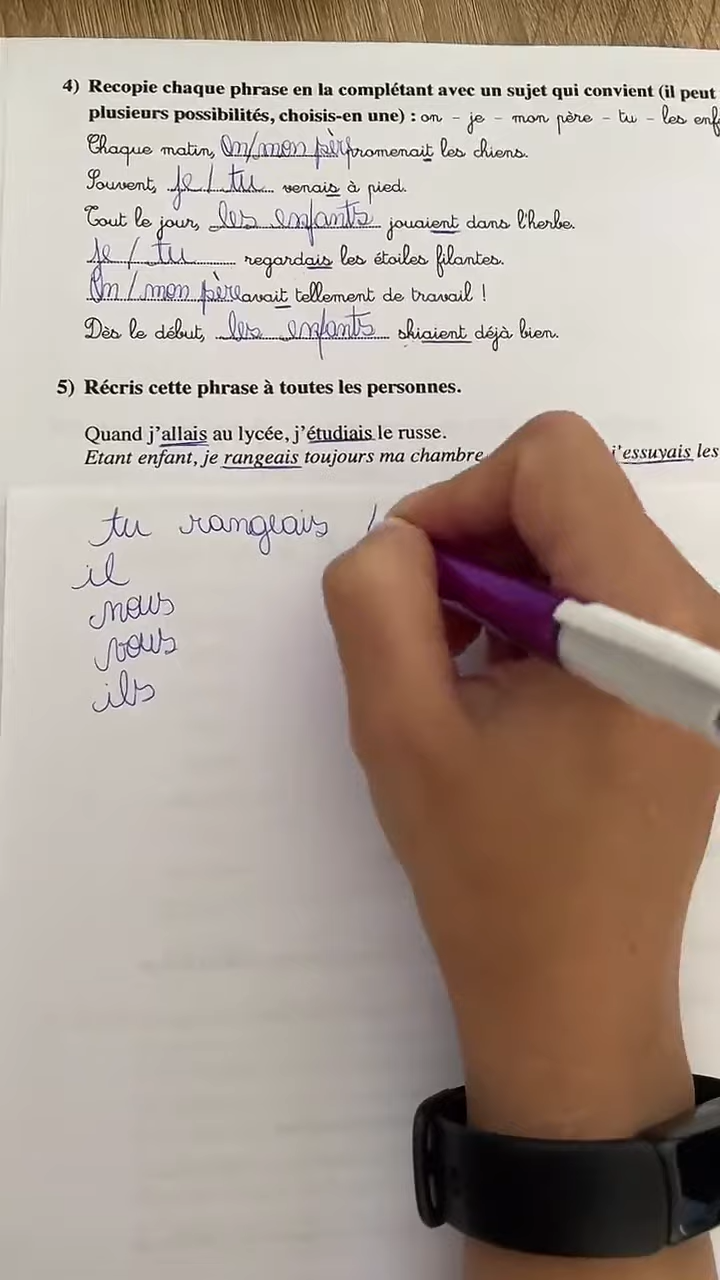 4) Recopie chaque phrase en la complétant avec un sujet qui convient (il peut
plusieurs possibilités, choisis-en une) : on - je - mon père - tu - les enf
Chaque matin, On/mon père promenait les chiens.
Souvent, je / tu venais à pied.
Tout le jour, les enfants jouaient dans l'herbe.
je / tu regardais les étoiles filantes.
On / mon père avait tellement de travail !
Dès le début, les enfants skiaient déjà bien.
5) Récris cette phrase à toutes les personnes.
Quand j'allais au lycée, j'étudiais le russe.
Etant enfant, je rangeais toujours ma chambre j'essuyais les
tu rangeais /
il
nous
vous
ils